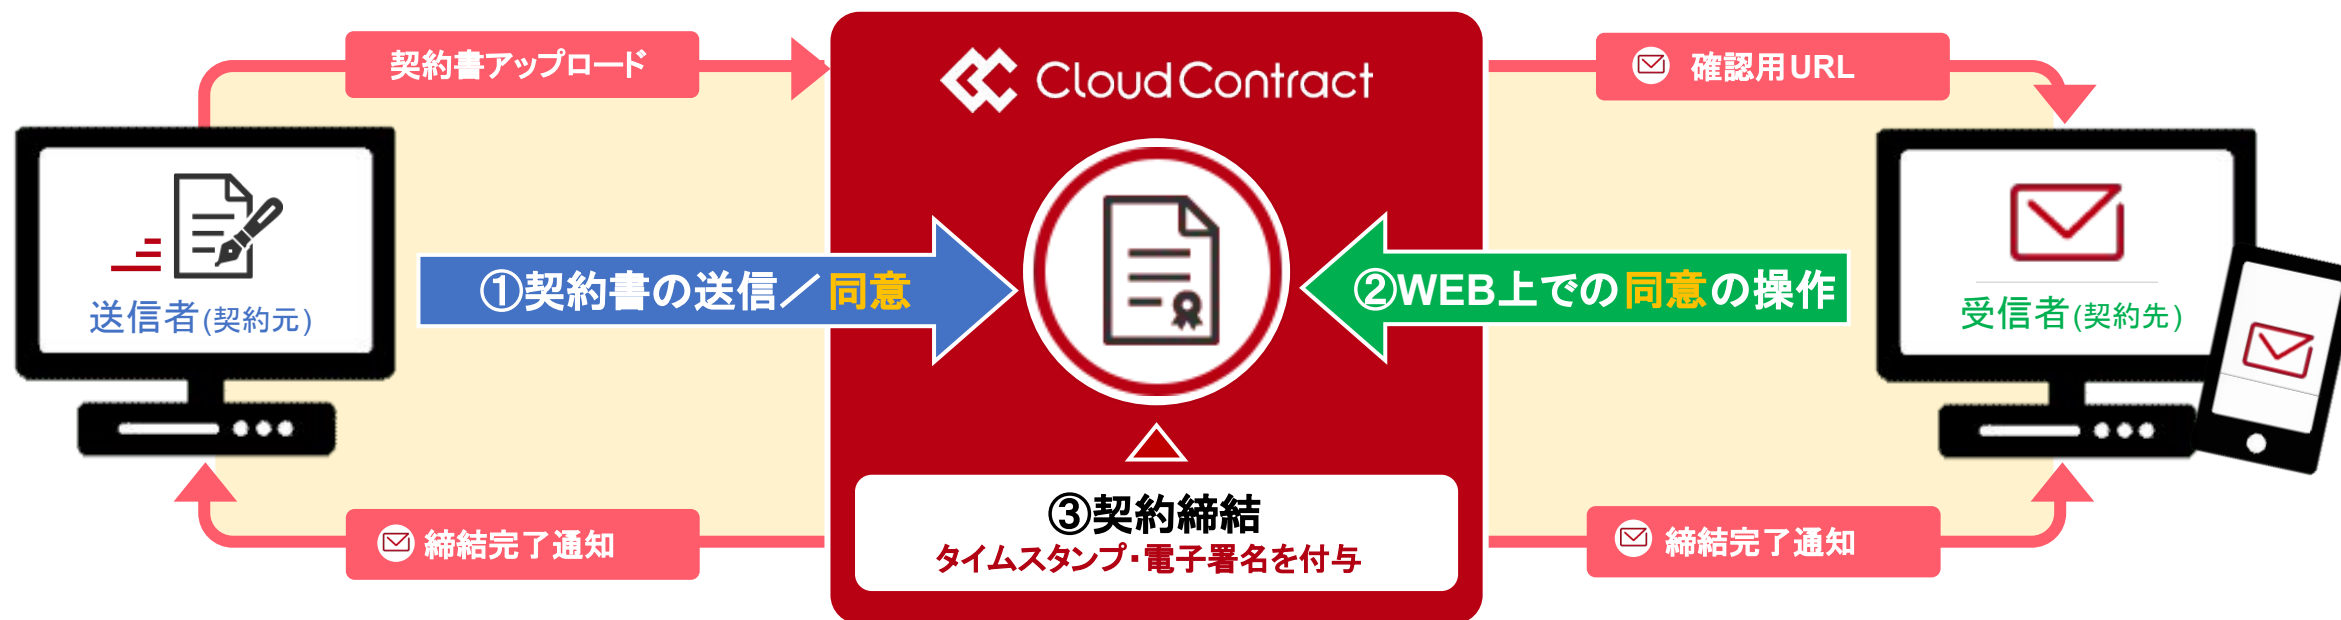 契約書アップロード
CloudContract
確認用URL
送信者(契約元)
①契約書の送信／同意
②WEB上での同意の操作
受信者(契約先)
締結完了通知
③契約締結
タイムスタンプ・電子署名を付与
締結完了通知